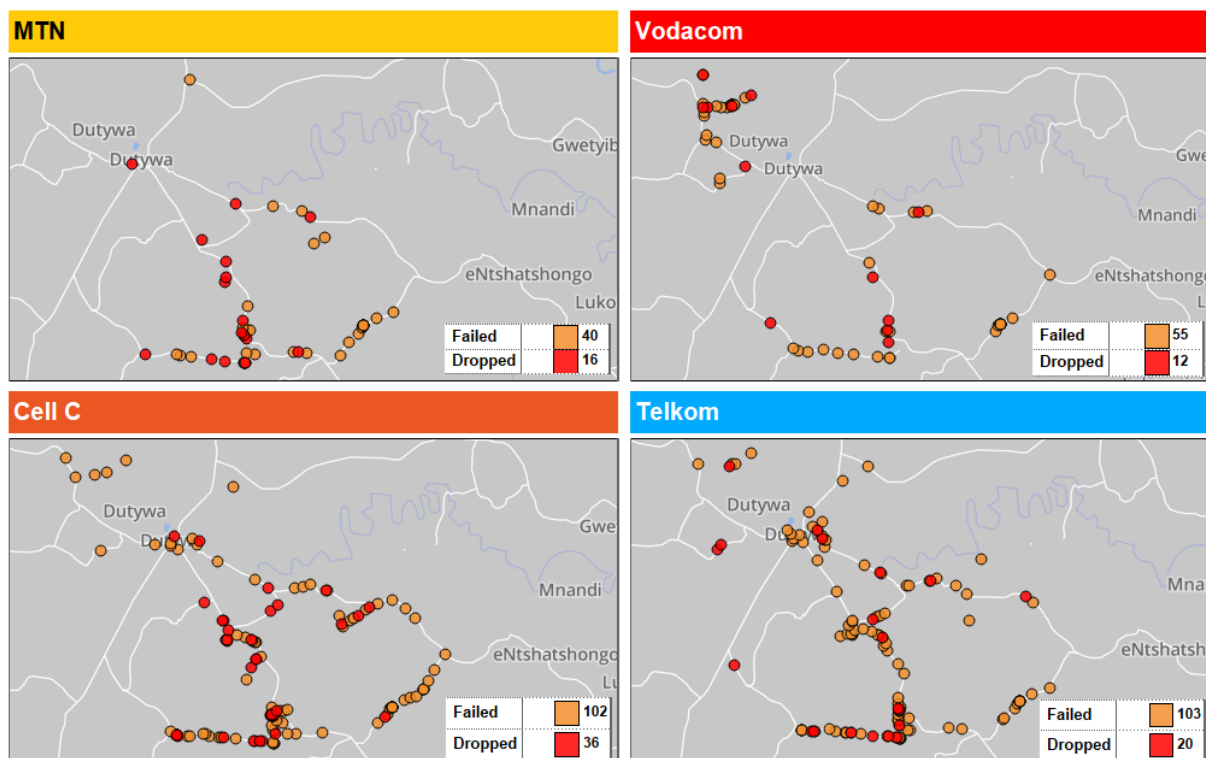 MTN
Dutywa
Dutywa
Gwetyib
Mnandi
eNtshatshongo
Luko
Failed 40
Dropped 16
Vodacom
Dutywa
Dutywa
Gwe
Mnandi
eNtshatshongo
L
Failed 55
Dropped 12
Cell C
Dutywa
Gwe
Mnandi
eNtshatshongo
Lu
Failed 102
Dropped 36
Telkom
Dutywa
Mna
eNtshatsh
Failed 103
Dropped 20